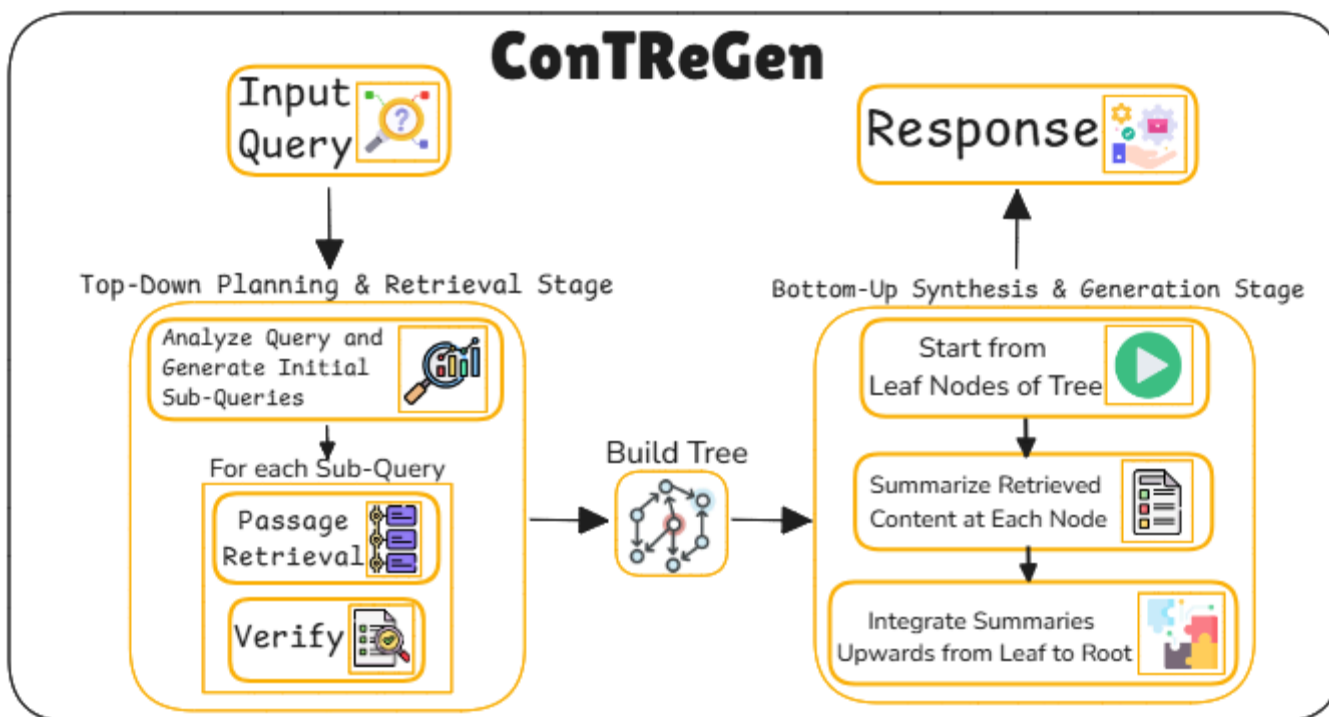 ConTReGen
Input
Query
Response
Top-Down Planning & Retrieval Stage
Analyze Query and
Generate Initial
Sub-Queries
For each Sub-Query
Passage
Retrieval
Verify
Build Tree
Bottom-Up Synthesis & Generation Stage
Start from
Leaf Nodes of Tree
Summarize Retrieved
Content at Each Node
Integrate Summaries
Upwards from Leaf to Root